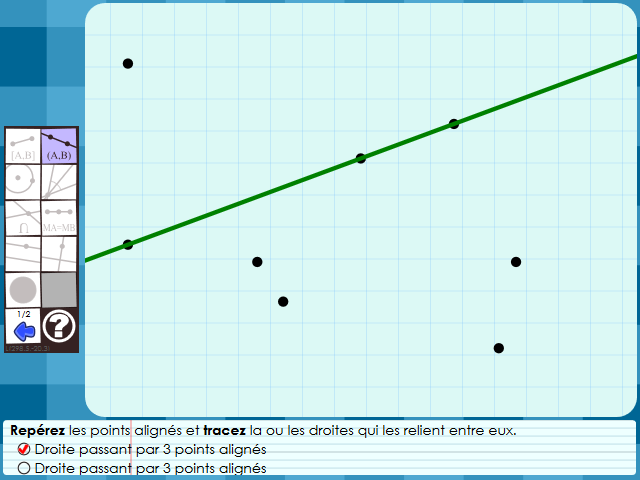 [A,B]
(A,B)
∩
MA=MB
1/2
?
Repérez les points alignés et tracez la ou les droites qui les relient entre eux.
Droite passant par 3 points alignés
Droite passant par 3 points alignés